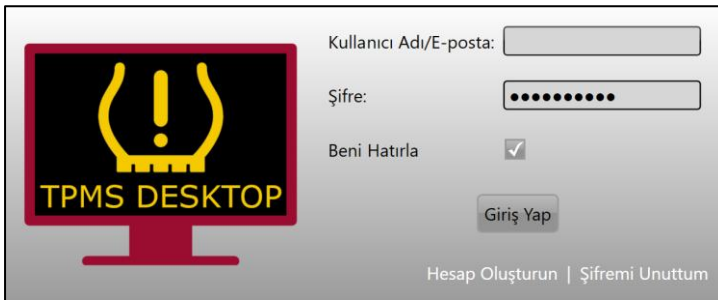 TPMS DESKTOP
Kullanıcı Adı/E-posta:
Şifre: ●●●●●●●●●●
Beni Hatırla
Giriş Yap
Hesap Oluşturun | Şifremi Unuttum